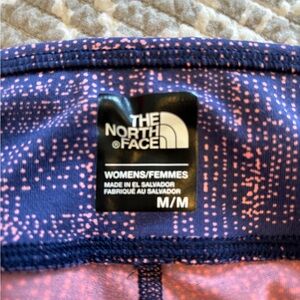 THE
NORTH
®FACE
WOMENS/FEMMES
MADE IN EL SALVADOR
FABRIQUÉ AU SALVADOR
M/M